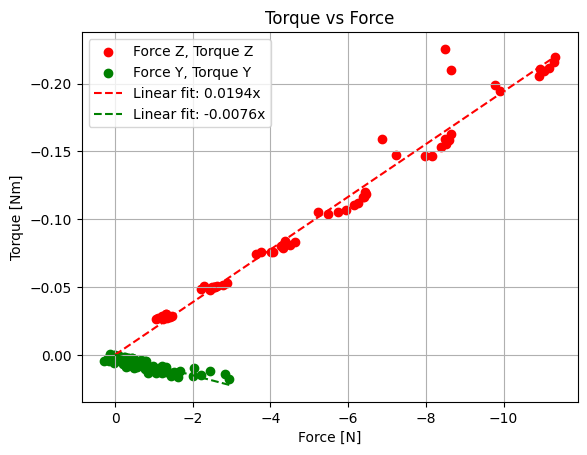 Torque vs Force
Force Z, Torque Z
Force Y, Torque Y
Linear fit: 0.0194x
Linear fit: -0.0076x
Torque [Nm]
−0.20
−0.15
−0.10
−0.05
0.00
0 −2 −4 −6 −8 −10
Force [N]